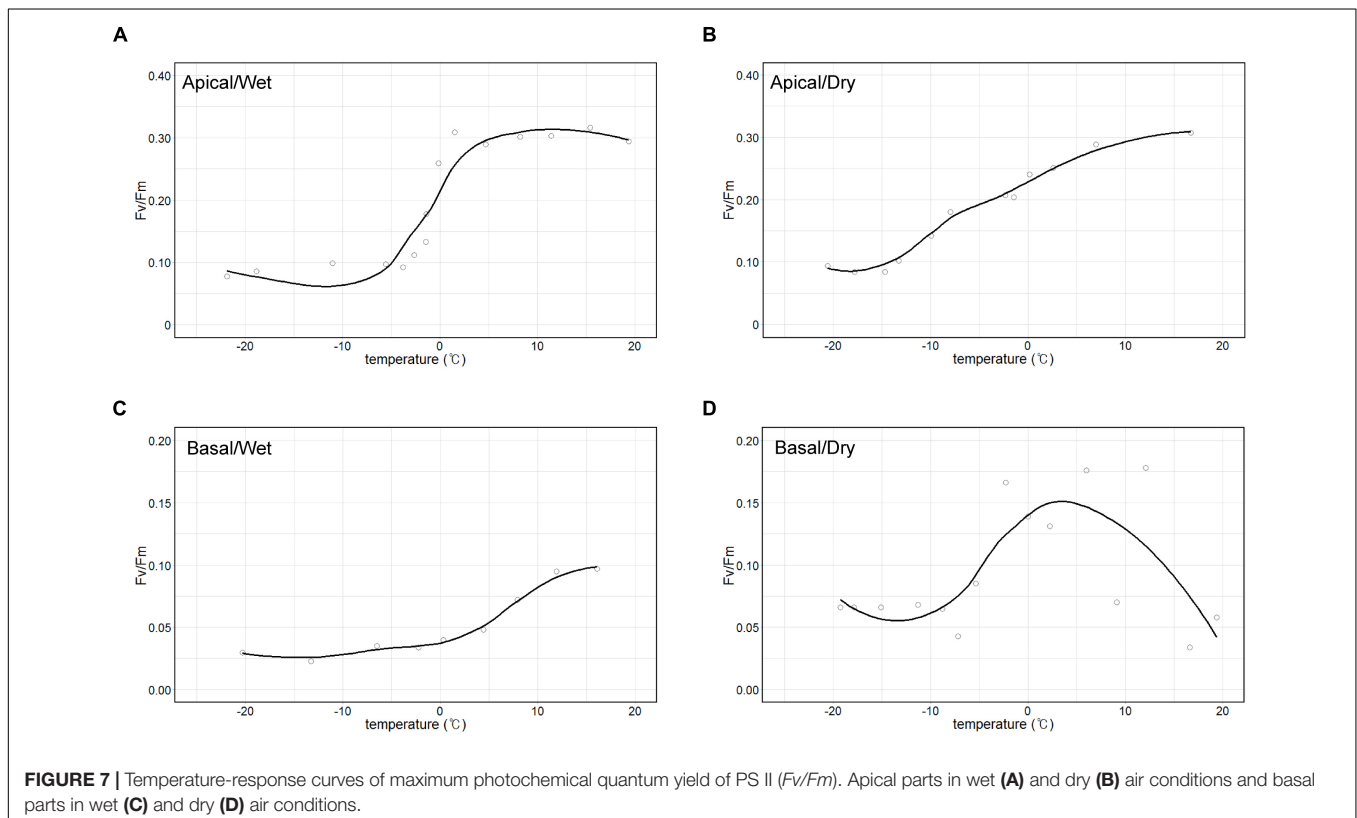 A
Apical/Wet
0.40
0.30
0.20
0.10
0
Fv/Fm
-20 -10 0 10 20
temperature (℃)
B
Apical/Dry
0.40
0.30
0.20
0.10
0
Fv/Fm
-20 -10 0 10 20
temperature (℃)
C
Basal/Wet
0.20
0.15
0.10
0.05
0.00
Fv/Fm
-20 -10 0 10 20
temperature (℃)
D
Basal/Dry
0.20
0.15
0.10
0.05
0.00
Fv/Fm
-20 -10 0 10 20
temperature (℃)
FIGURE 7 | Temperature-response curves of maximum photochemical quantum yield of PS II (Fv/Fm). Apical parts in wet (A) and dry (B) air conditions and basal
parts in wet (C) and dry (D) air conditions.